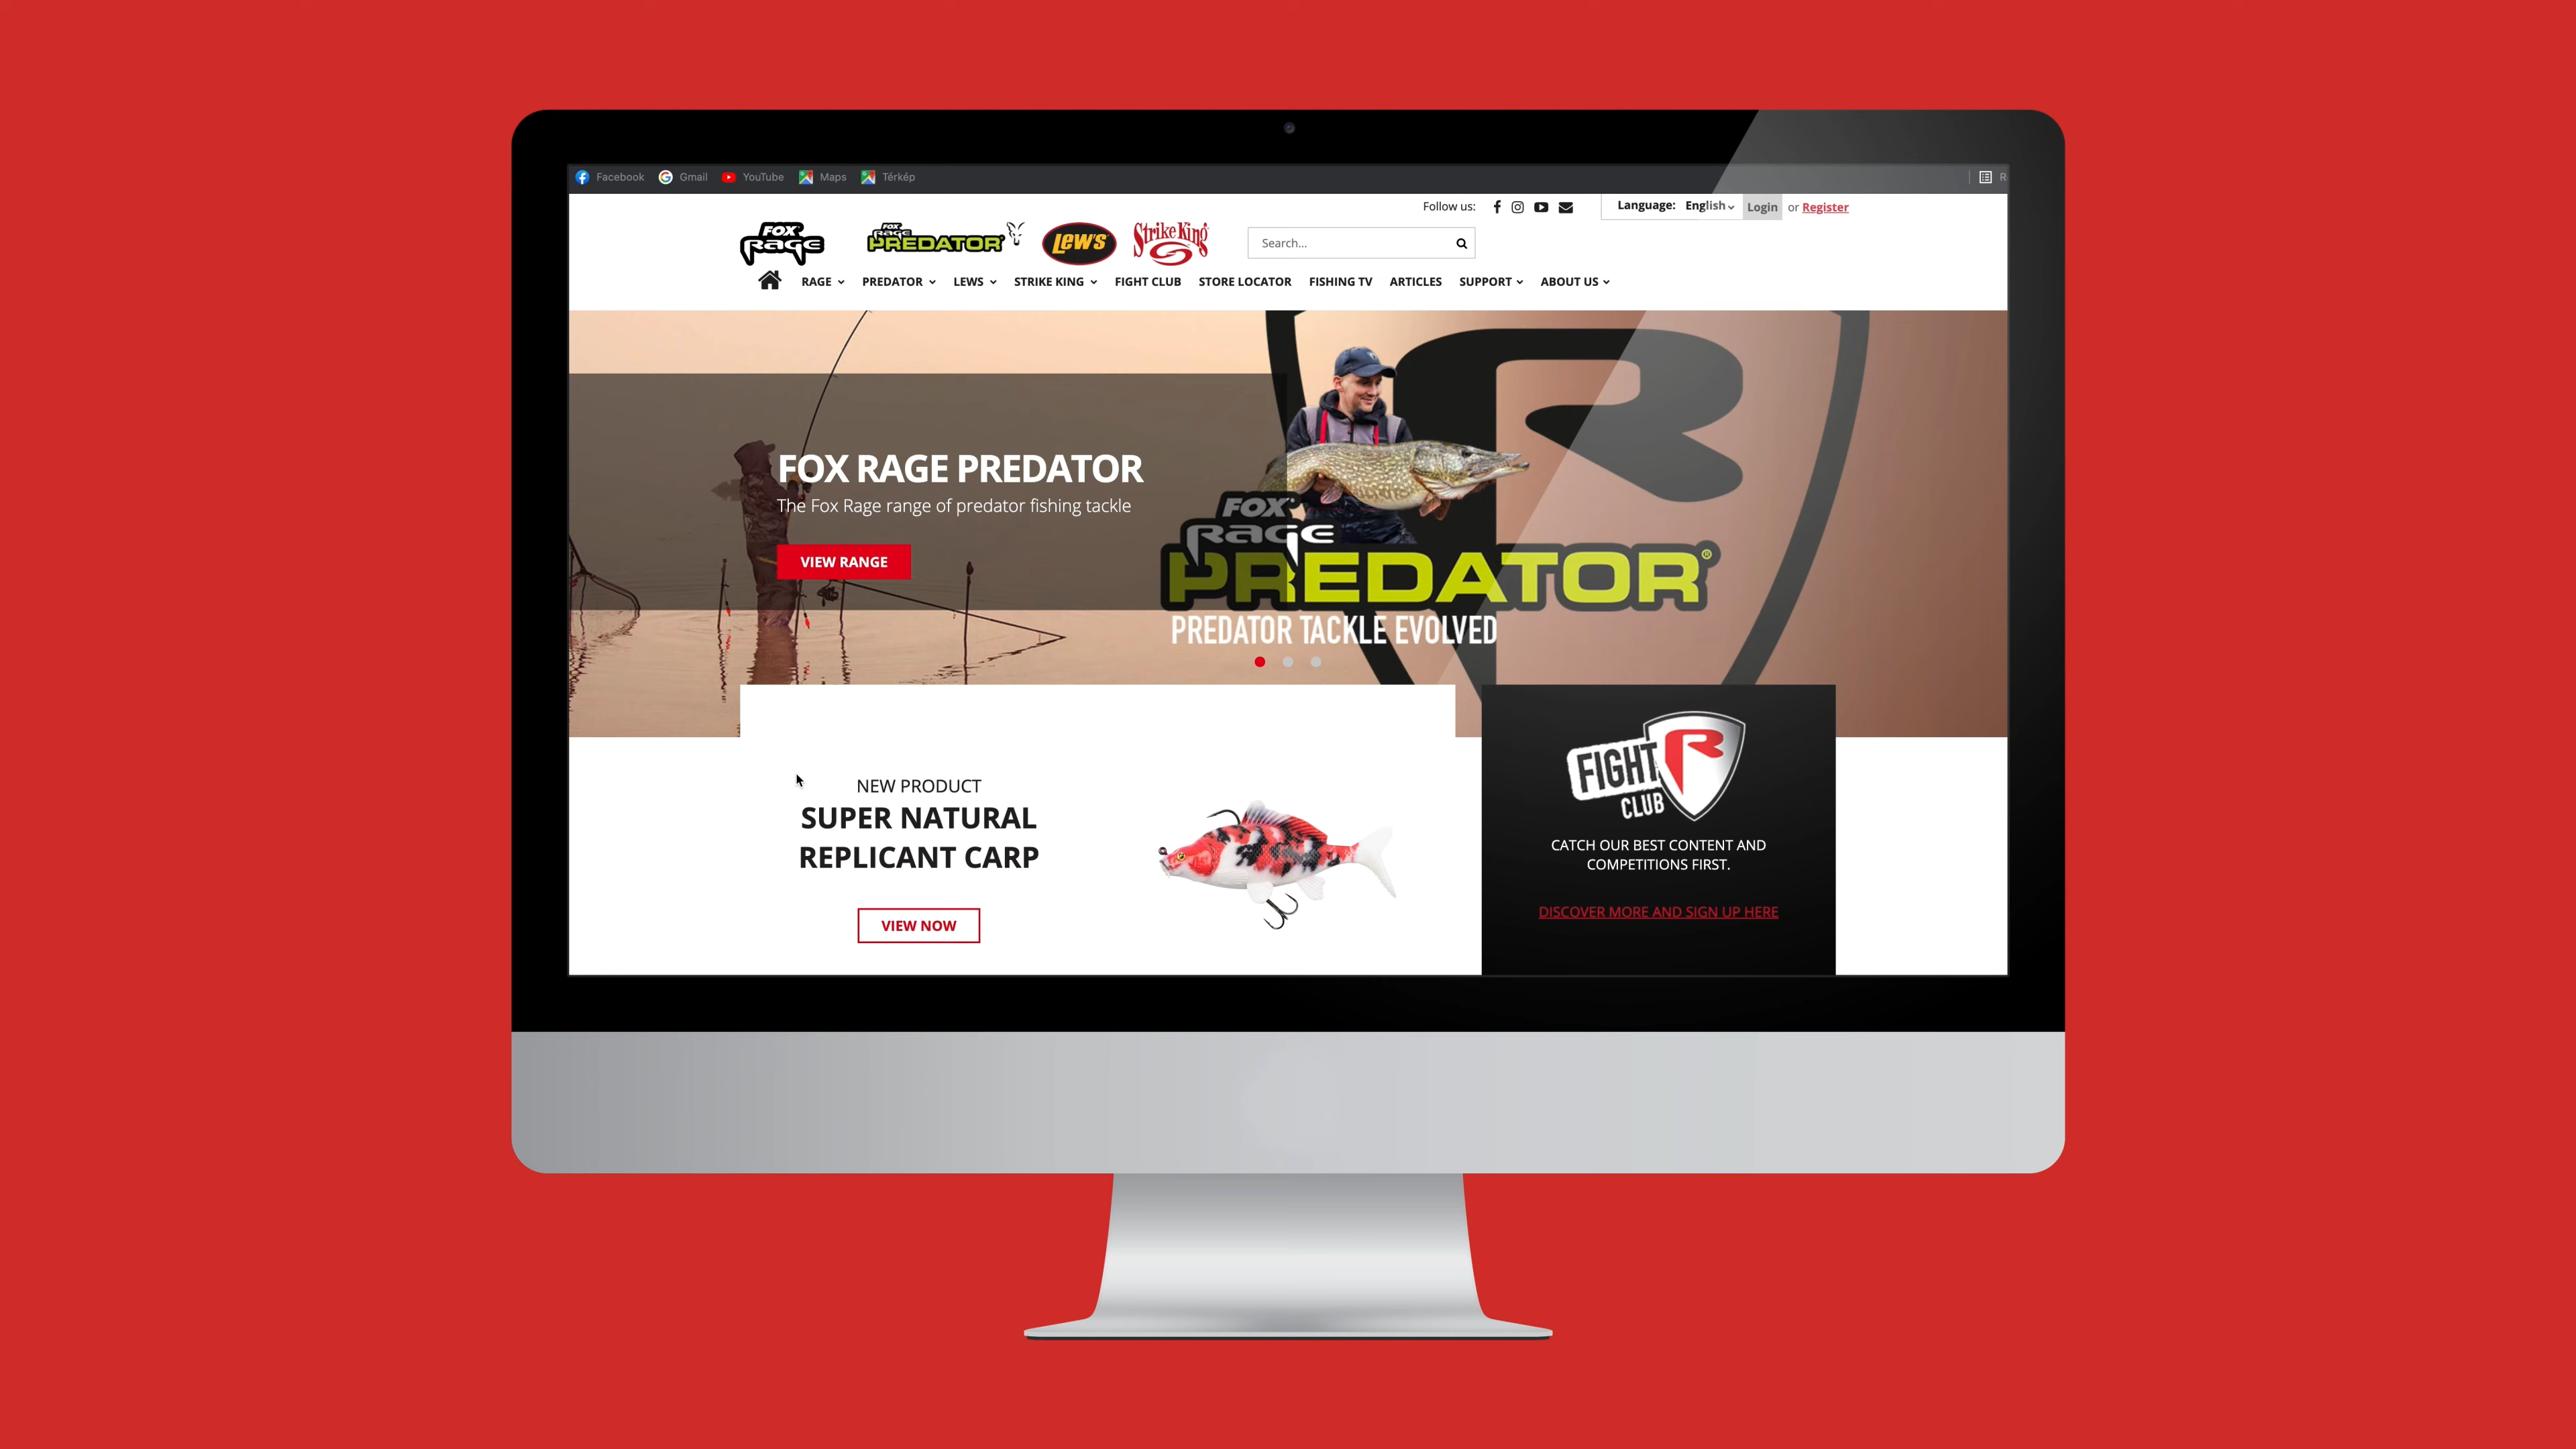 Facebook Gmail YouTube Maps Térkép R
Follow us: Language: English Login or Register
FOX RAGE
FOX RAGE PREDATOR
LEW'S
Strike King
Search...
RAGE PREDATOR LEWS STRIKE KING FIGHT CLUB STORE LOCATOR FISHING TV ARTICLES SUPPORT ABOUT US
FOX RAGE PREDATOR
The Fox Rage range of predator fishing tackle
VIEW RANGE
FOX
RAGE
PREDATOR®
PREDATOR TACKLE EVOLVED
NEW PRODUCT
SUPER NATURAL
REPLICANT CARP
VIEW NOW
FIGHT
CLUB
R
CATCH OUR BEST CONTENT AND
COMPETITIONS FIRST.
DISCOVER MORE AND SIGN UP HERE